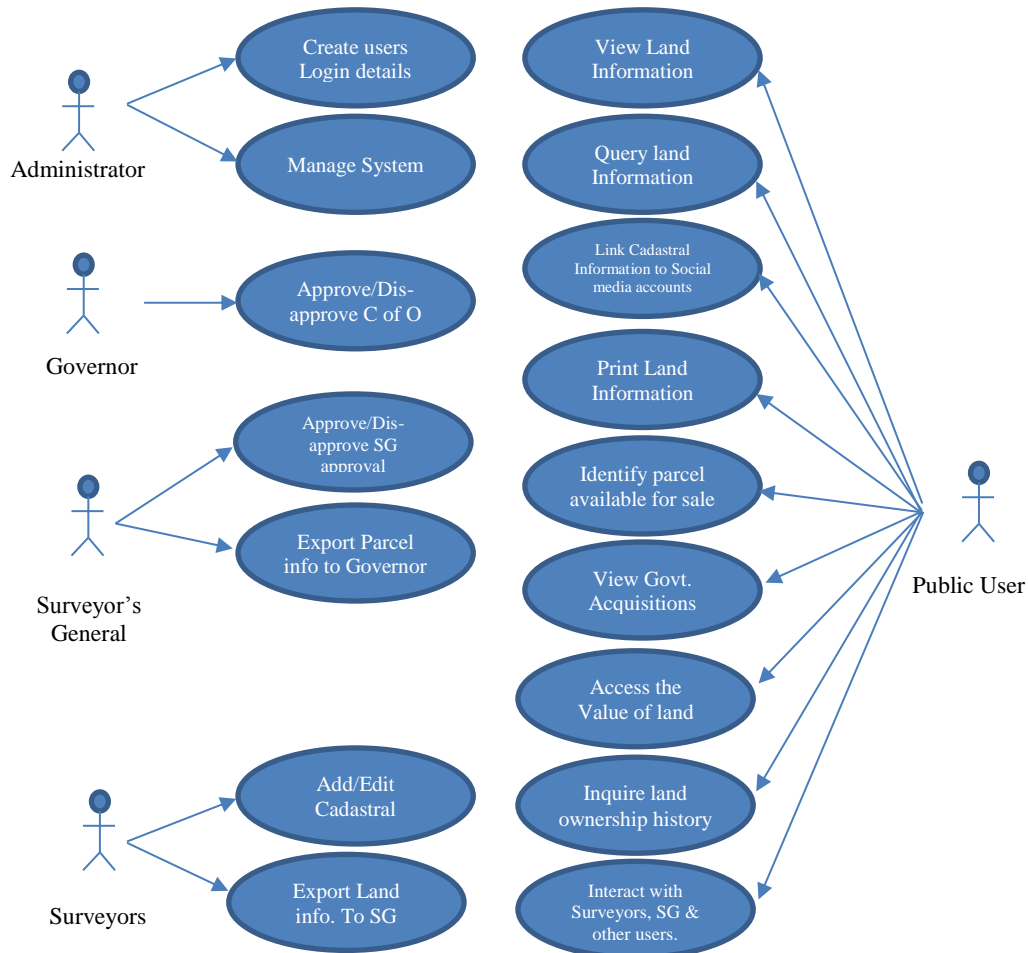 Create users
Login details
Manage System
Administrator
Approve/Dis-
approve C of O
Governor
Approve/Dis-
approve SG
approval
Export Parcel
info to Governor
Surveyor’s
General
Add/Edit
Cadastral
Export Land
info. To SG
Surveyors
View Land
Information
Query land
Information
Link Cadastral
Information to Social
media accounts
Print Land
Information
Identify parcel
available for sale
View Govt.
Acquisitions
Access the
Value of land
Inquire land
ownership history
Interact with
Surveyors, SG &
other users.
Public User